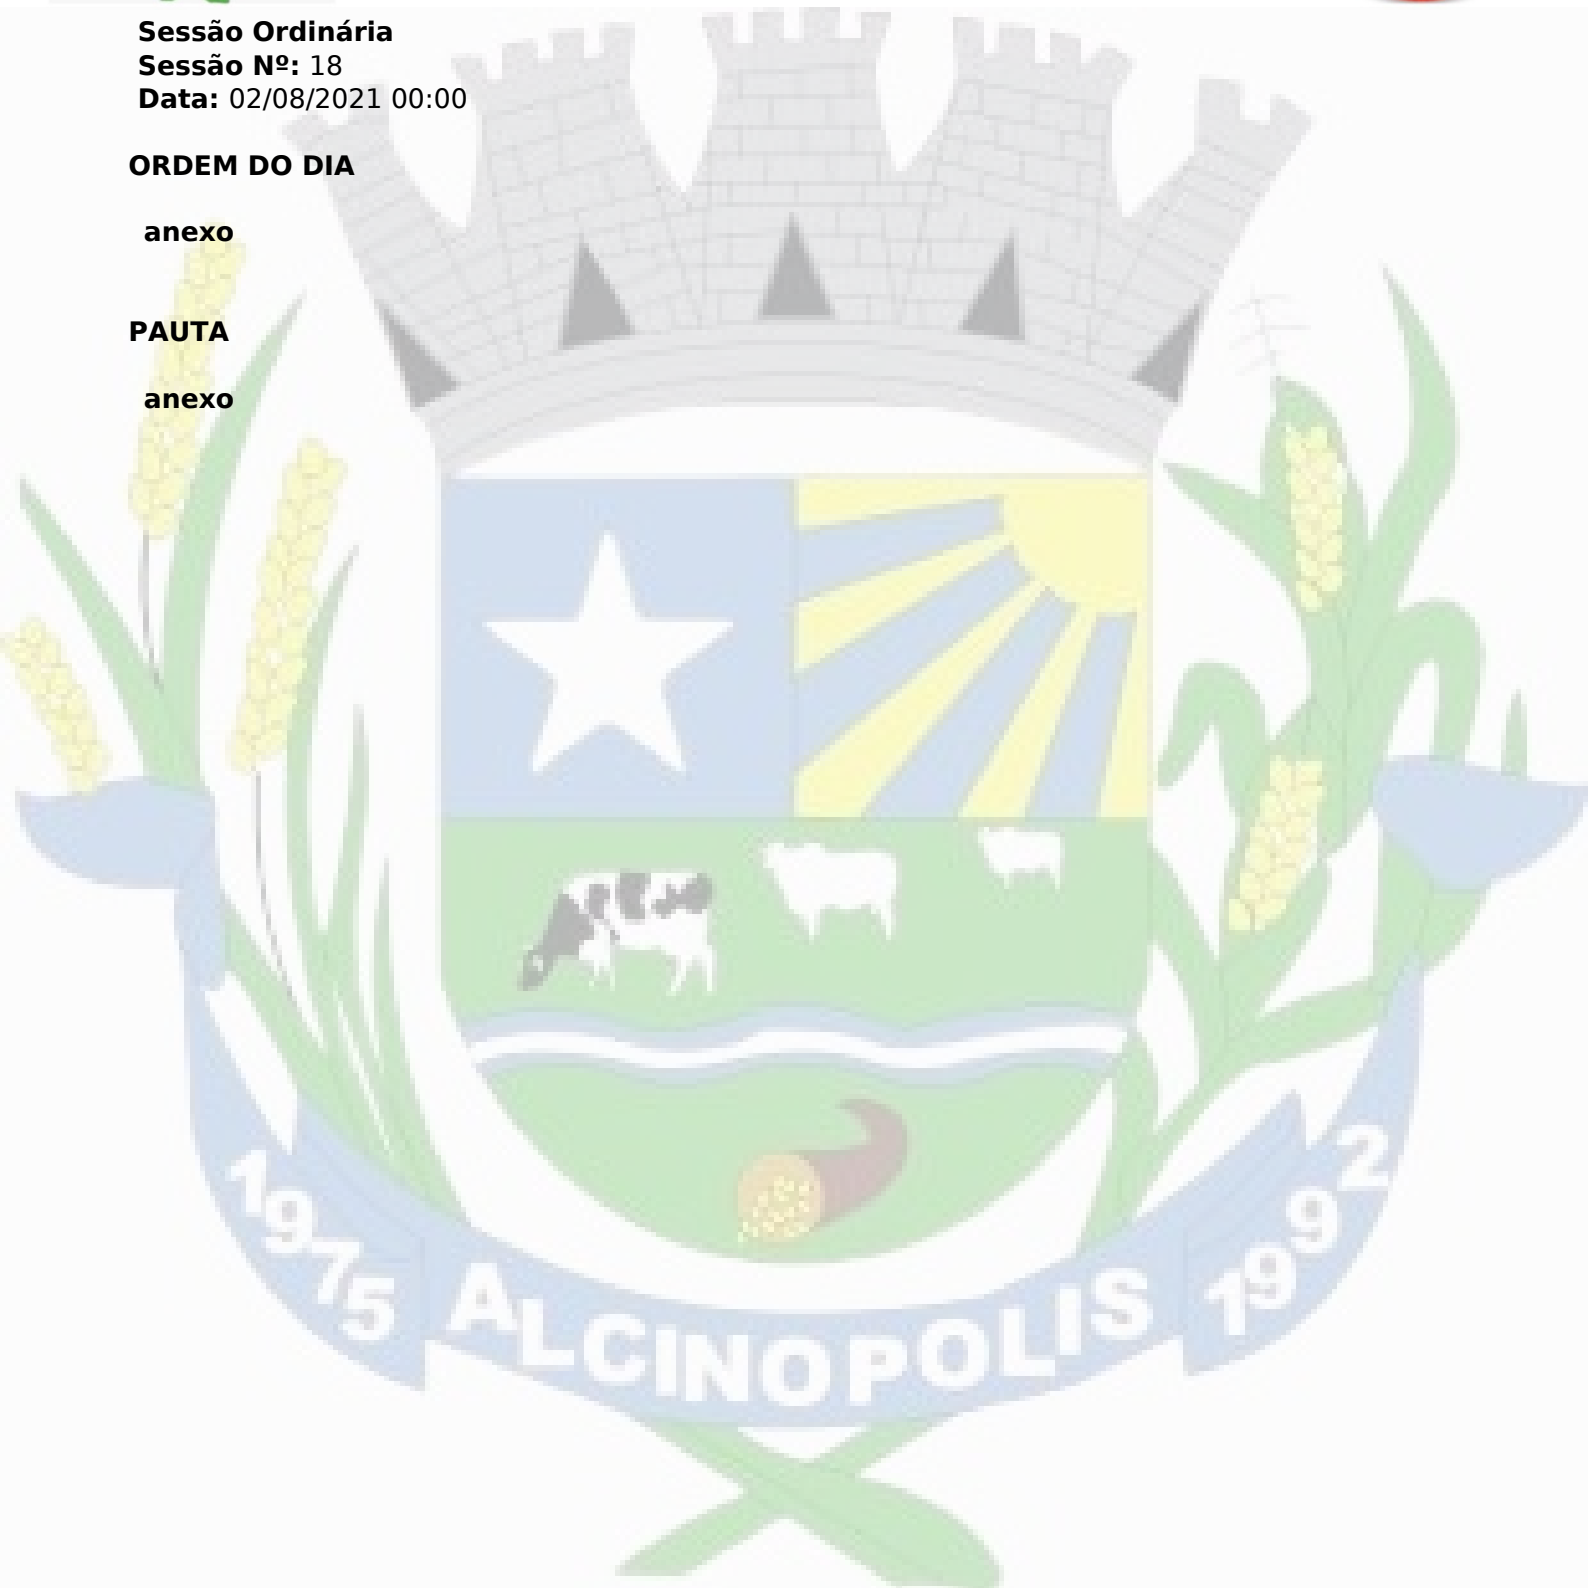 Sessão Ordinária
Sessão Nº: 18
Data: 02/08/2021 00:00
ORDEM DO DIA
anexo
PAUTA
anexo
1975 ALCINOPOLIS 1992